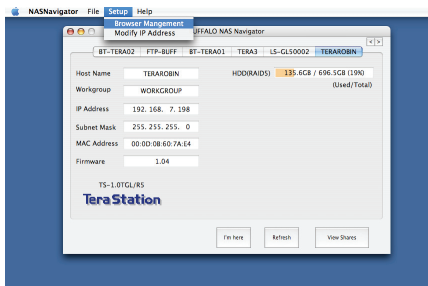 NASNavigator File Setup Help
Browser Mangement
Modify IP Address
UFFALO NAS Navigator
BT-TERA02 FTP-BUFF BT-TERA01 TERA3 LS-GL50002 TERAROBIN
Host Name TERAROBIN HDD(RAID5) 135.6GB / 696.5GB (19%)
(Used/Total)
Workgroup WORKGROUP
IP Address 192. 168. 7. 198
Subnet Mask 255. 255. 255. 0
MAC Address 00:0D:0B:60:7A:E4
Firmware 1.04
TS-1.0TGL/R5
TeraStation
I'm here Refresh View Shares